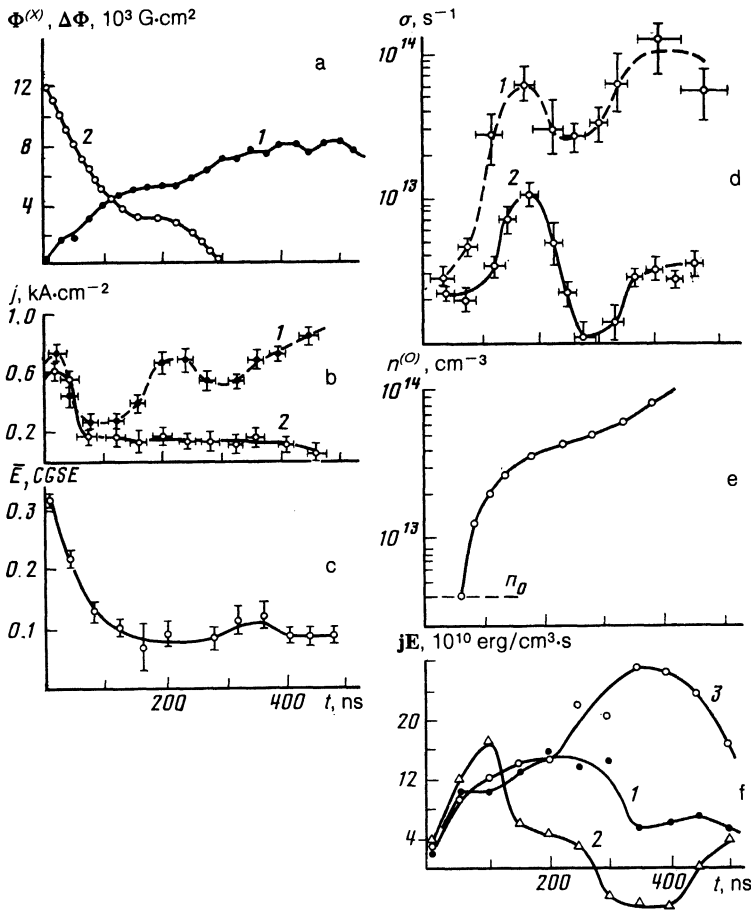 Φ⁽ˣ⁾, ΔΦ, 10³ G·cm²
a
12
8
4
2
1
j, kA·cm⁻²
1.0
0.6
0.2
1
b
2
Ē, CGSE
0.3
0.2
0.1
c
200
400 t, ns
σ, s⁻¹
10¹⁴
10¹³
1
2
d
n⁽⁰⁾, cm⁻³
10¹⁴
10¹³
n₀
e
jE, 10¹⁰ erg/cm³·s
20
12
4
3
1
2
f
200
400 t, ns